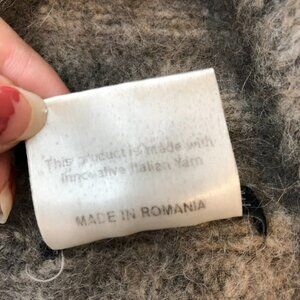 This product is made with
Innovative Italian Yarn
MADE IN ROMANIA